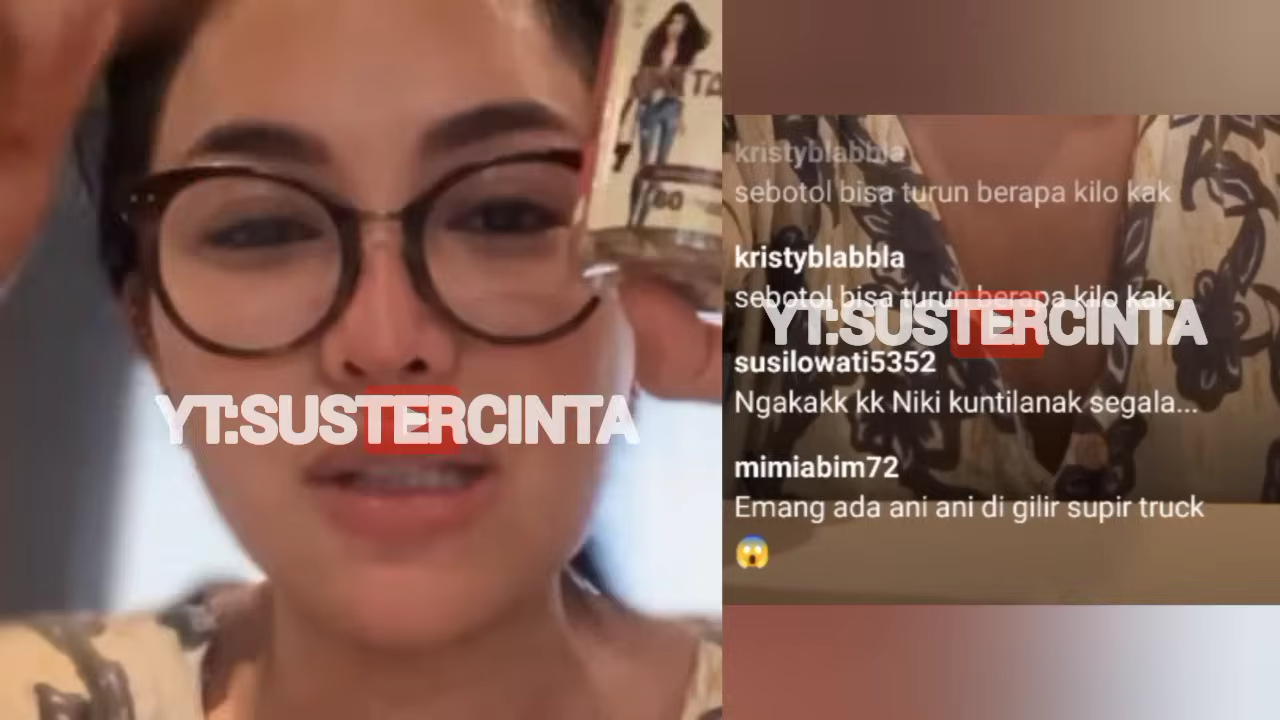 YT:SUSTERCINTA
kristyblabbla
sebotol bisa turun berapa kilo kak
kristyblabbla
sebotol bisa turun berapa kilo kak
YT:SUSTERCINTA
susilowati5352
Ngakakk kk Niki kuntilanak segala...
mimiabim72
Emang ada ani ani di gilir supir truck
😱